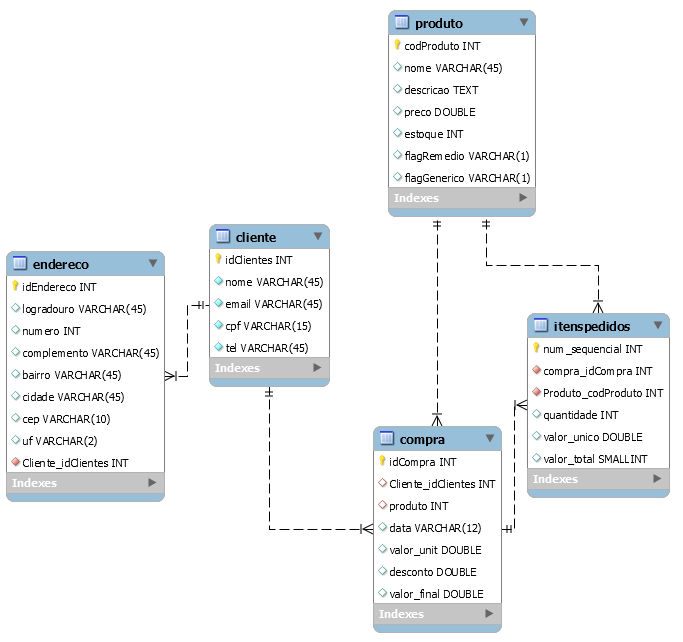 produto
codProduto INT
nome VARCHAR(45)
descricao TEXT
preco DOUBLE
estoque INT
flagRemedio VARCHAR(1)
flagGenerico VARCHAR(1)
Indexes
cliente
idClientes INT
nome VARCHAR(45)
email VARCHAR(45)
cpf VARCHAR(15)
tel VARCHAR(45)
Indexes
endereco
idEndereco INT
logradouro VARCHAR(45)
numero INT
complemento VARCHAR(45)
bairro VARCHAR(45)
cidade VARCHAR(45)
cep VARCHAR(10)
uf VARCHAR(2)
Cliente_idClientes INT
Indexes
itenspedidos
num_sequencial INT
compra_idCompra INT
Produto_codProduto INT
quantidade INT
valor_unico DOUBLE
valor_total SMALLINT
Indexes
compra
idCompra INT
Cliente_idClientes INT
produto INT
data VARCHAR(12)
valor_unit DOUBLE
desconto DOUBLE
valor_final DOUBLE
Indexes